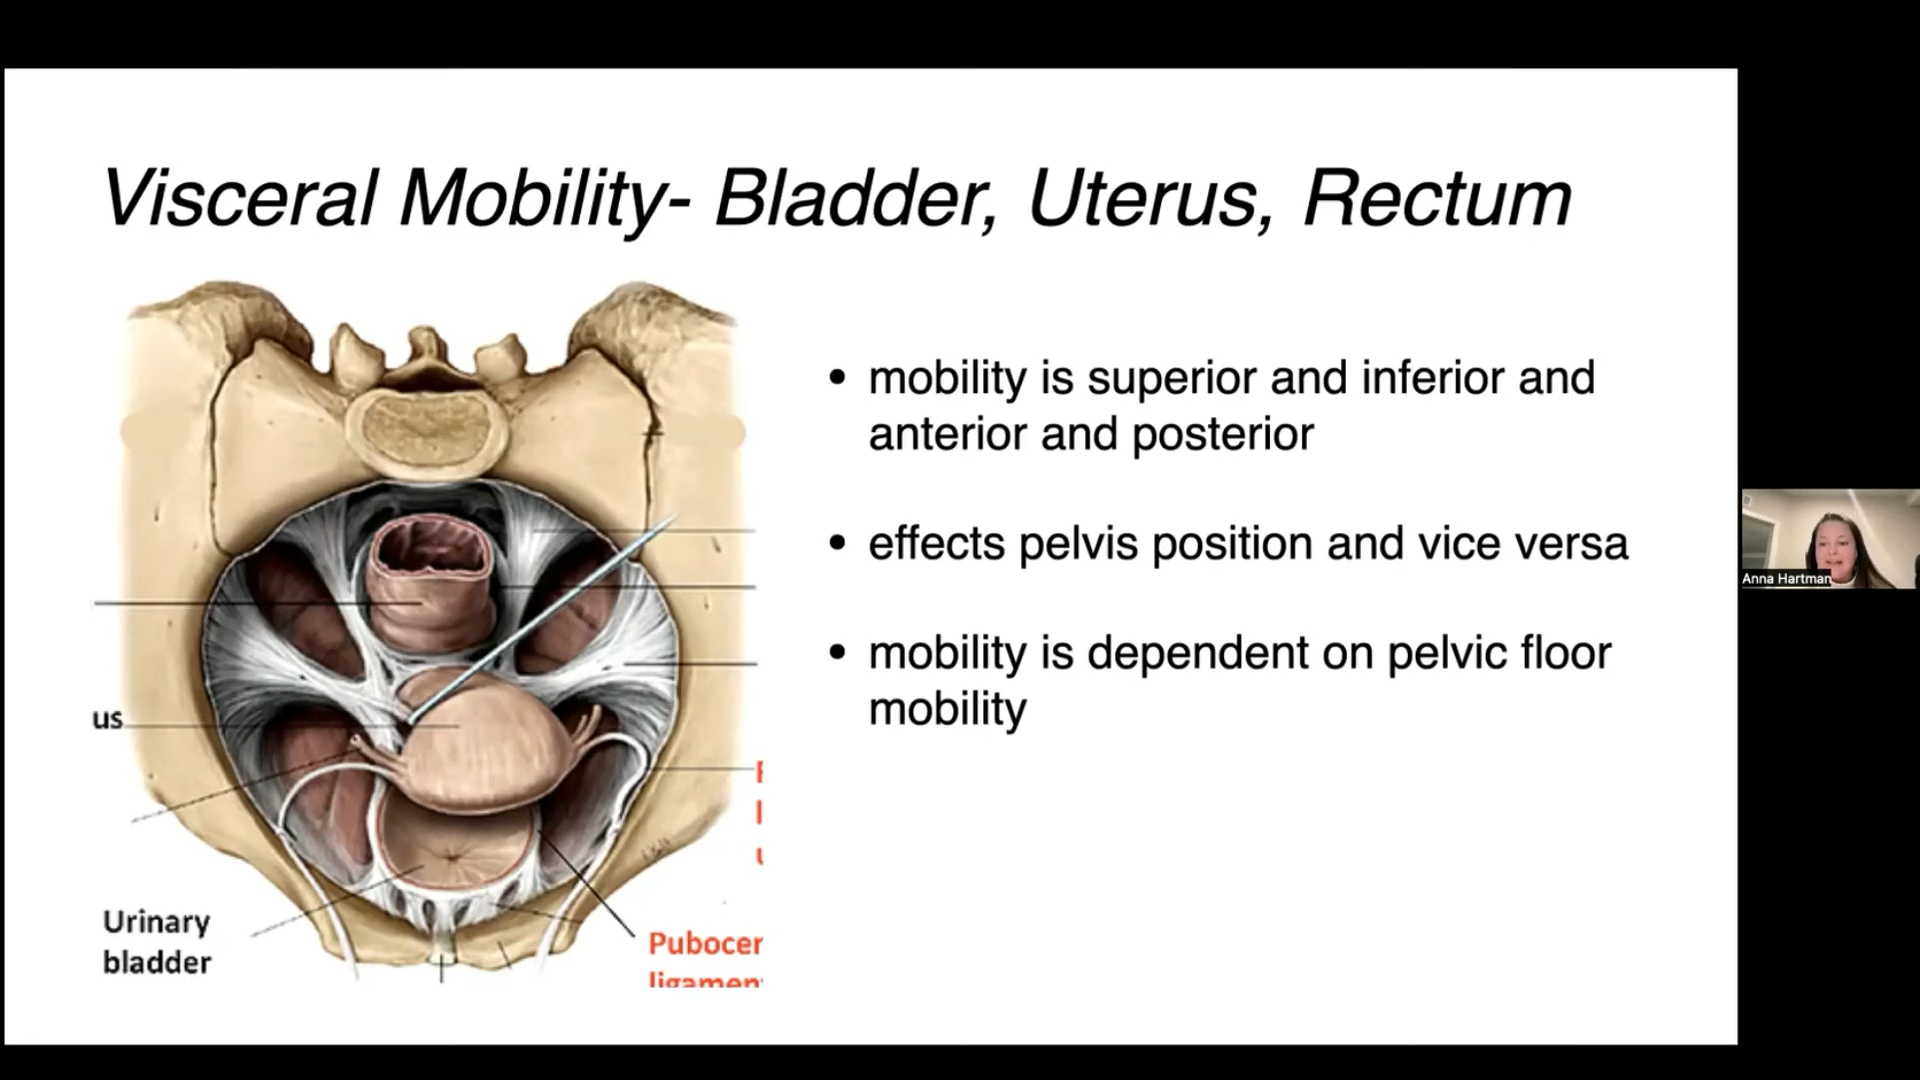 Visceral Mobility- Bladder, Uterus, Rectum
• mobility is superior and inferior and
anterior and posterior
• effects pelvis position and vice versa
• mobility is dependent on pelvic floor
mobility
us
Urinary
bladder
Pubocer
ligamen
Anna Hartman